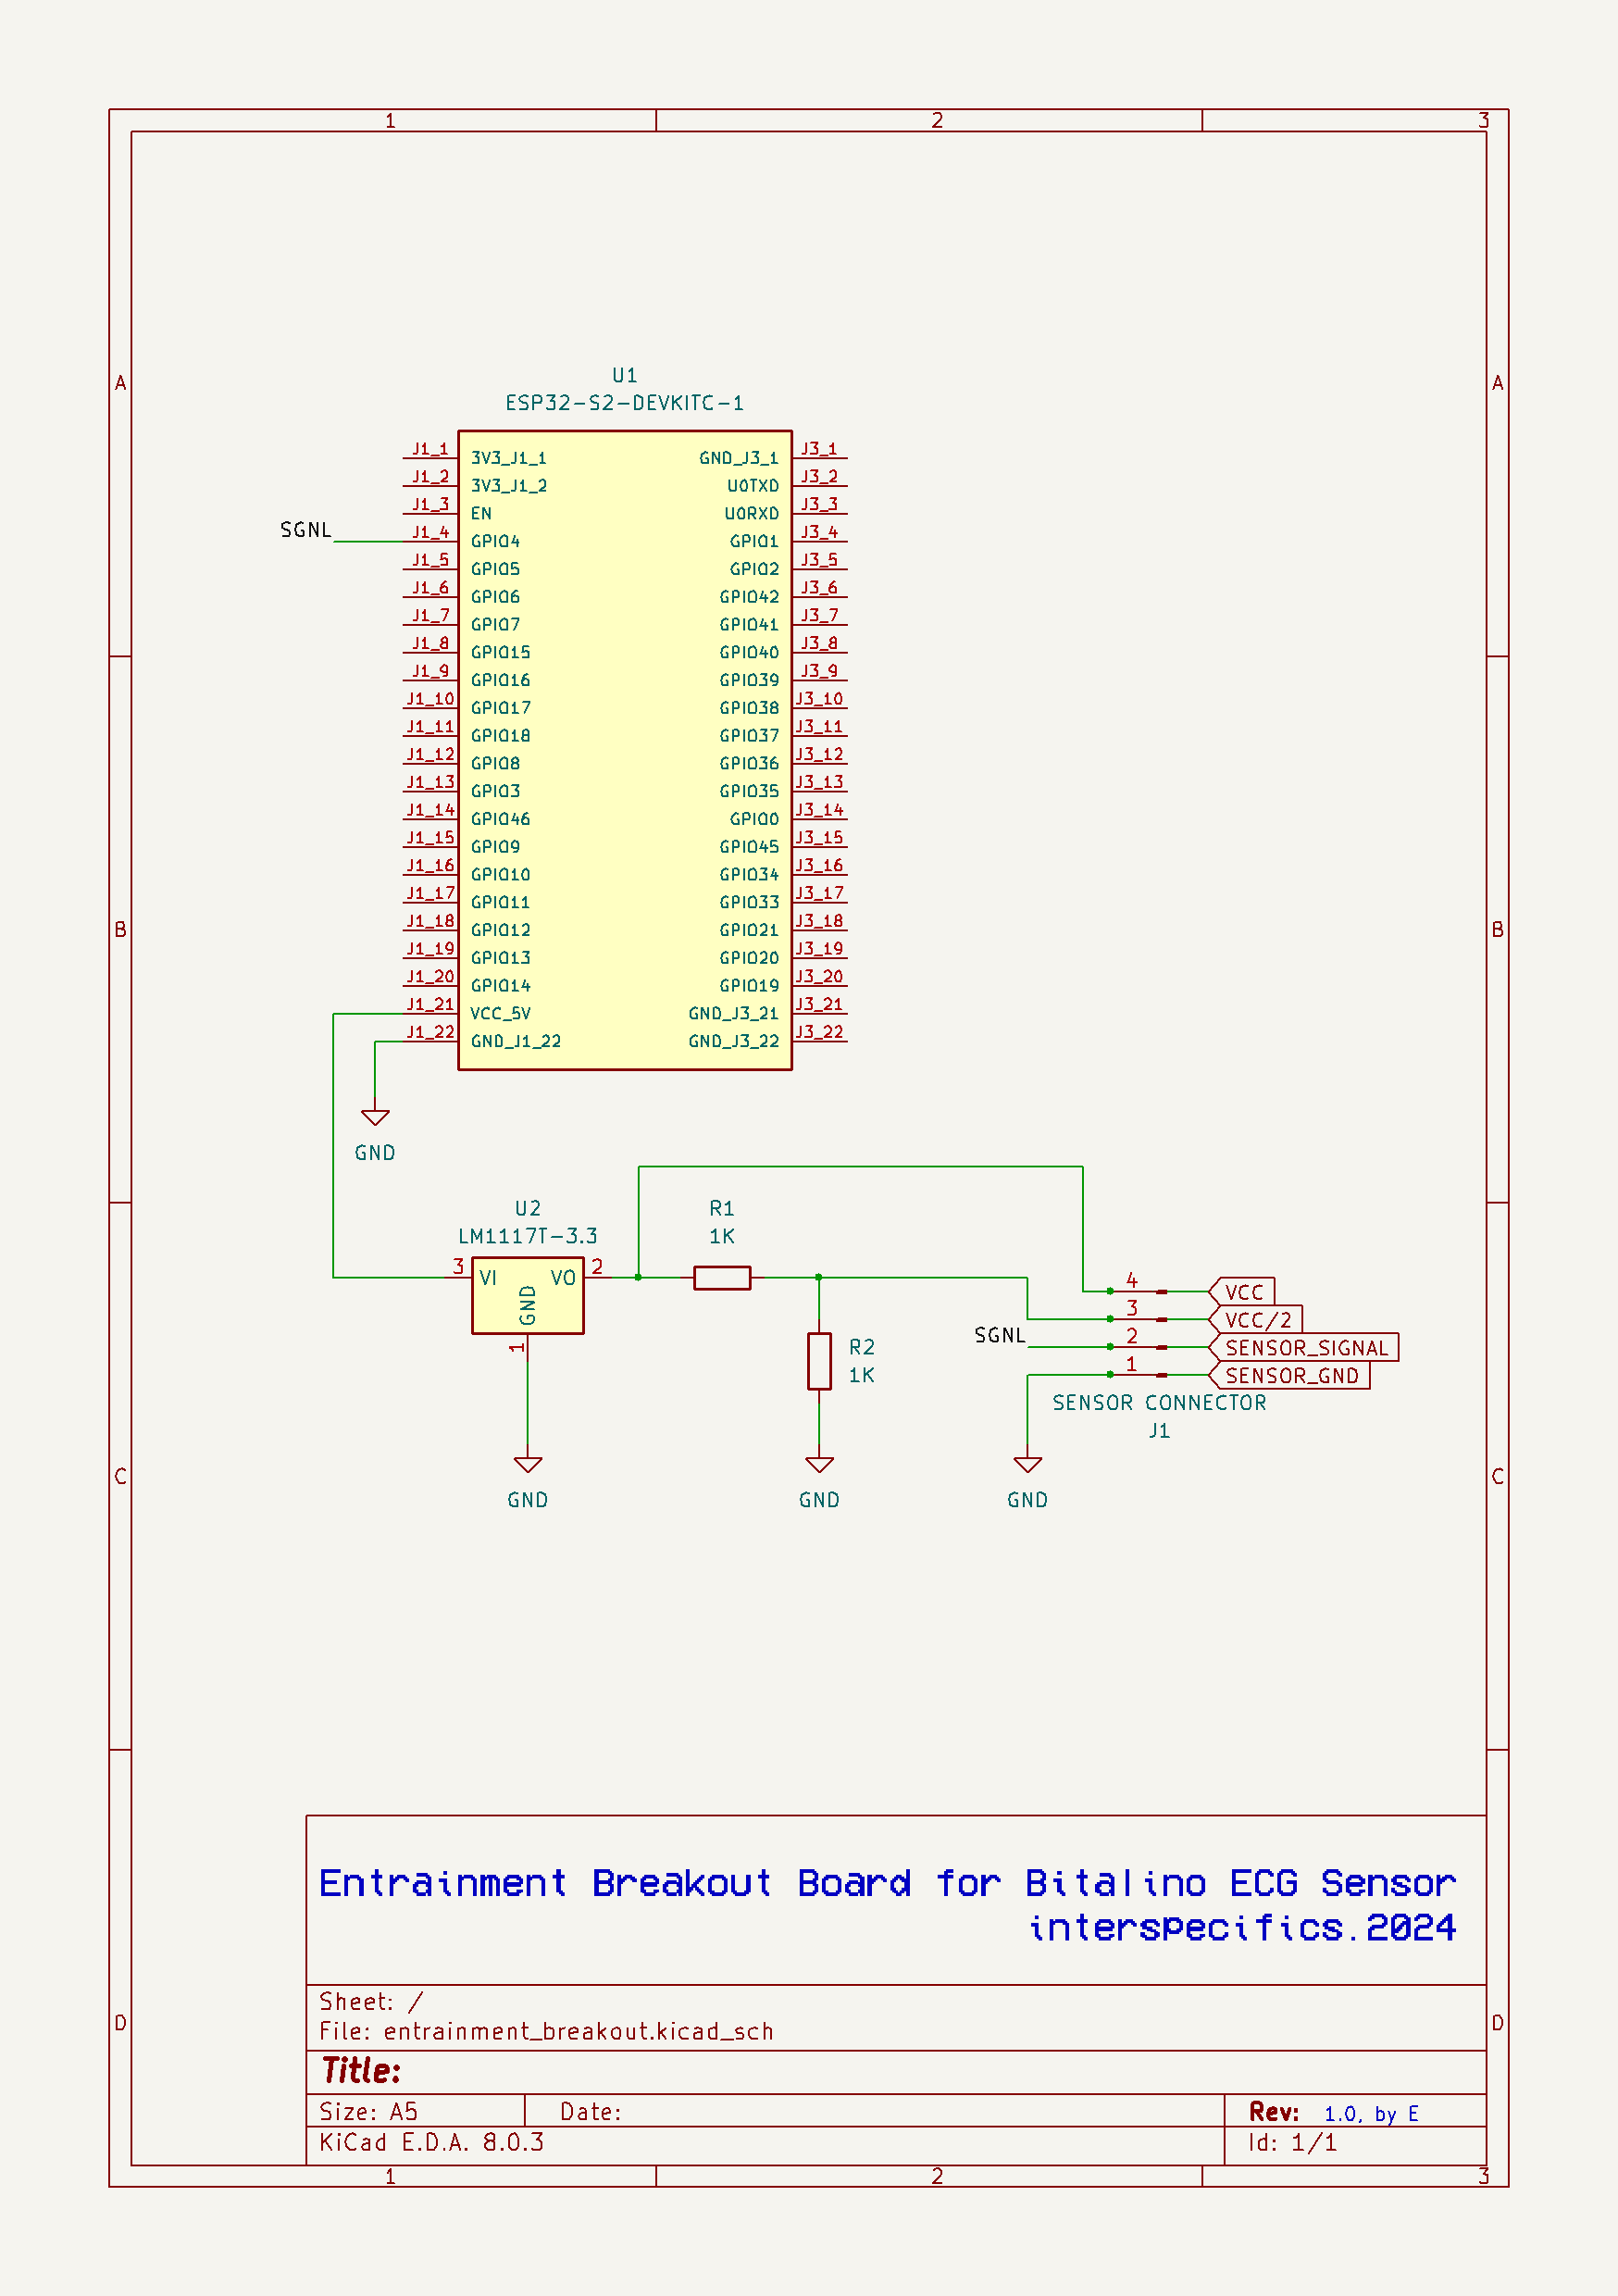 1 2 3
A A
U1
ESP32-S2-DEVKITC-1
J1_1 3V3_J1_1 GND_J3_1 J3_1
J1_2 3V3_J1_2 U0TXD J3_2
J1_3 EN U0RXD J3_3
SGNL J1_4 GPIO4 GPIO1 J3_4
J1_5 GPIO5 GPIO2 J3_5
J1_6 GPIO6 GPIO42 J3_6
J1_7 GPIO7 GPIO41 J3_7
J1_8 GPIO15 GPIO40 J3_8
J1_9 GPIO16 GPIO39 J3_9
J1_10 GPIO17 GPIO38 J3_10
J1_11 GPIO18 GPIO37 J3_11
J1_12 GPIO8 GPIO36 J3_12
J1_13 GPIO3 GPIO35 J3_13
J1_14 GPIO46 GPIO0 J3_14
J1_15 GPIO9 GPIO45 J3_15
J1_16 GPIO10 GPIO34 J3_16
J1_17 GPIO11 GPIO33 J3_17
J1_18 GPIO12 GPIO21 J3_18
B B
J1_19 GPIO13 GPIO20 J3_19
J1_20 GPIO14 GPIO19 J3_20
J1_21 VCC_5V GND_J3_21 J3_21
J1_22 GND_J1_22 GND_J3_22 J3_22
GND
U2 R1
LM1117T-3.3 1K
3 VI VO 2
GND
1
4 VCC
3 VCC/2
SGNL 2 SENSOR_SIGNAL
1 SENSOR_GND
R2
1K
SENSOR CONNECTOR
J1
C C
GND GND GND
Entrainment Breakout Board for Bitalino ECG Sensor
interspecifics.2024
Sheet: /
File: entrainment_breakout.kicad_sch
D D
Title:
Size: A5 Date: Rev: 1.0, by E
KiCad E.D.A. 8.0.3 Id: 1/1
1 2 3